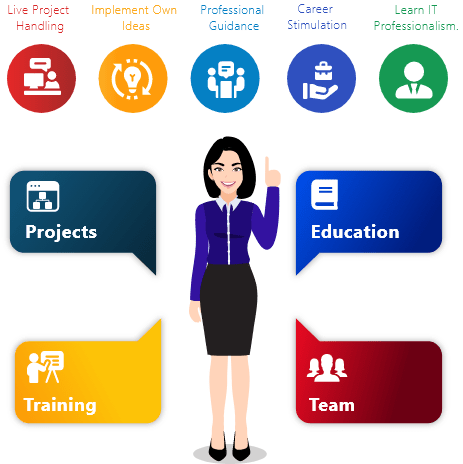 Live Project
Handling
Implement Own
Ideas
Professional
Guidance
Career
Stimulation
Learn IT
Professionalism.
Projects
Education
Training
Team